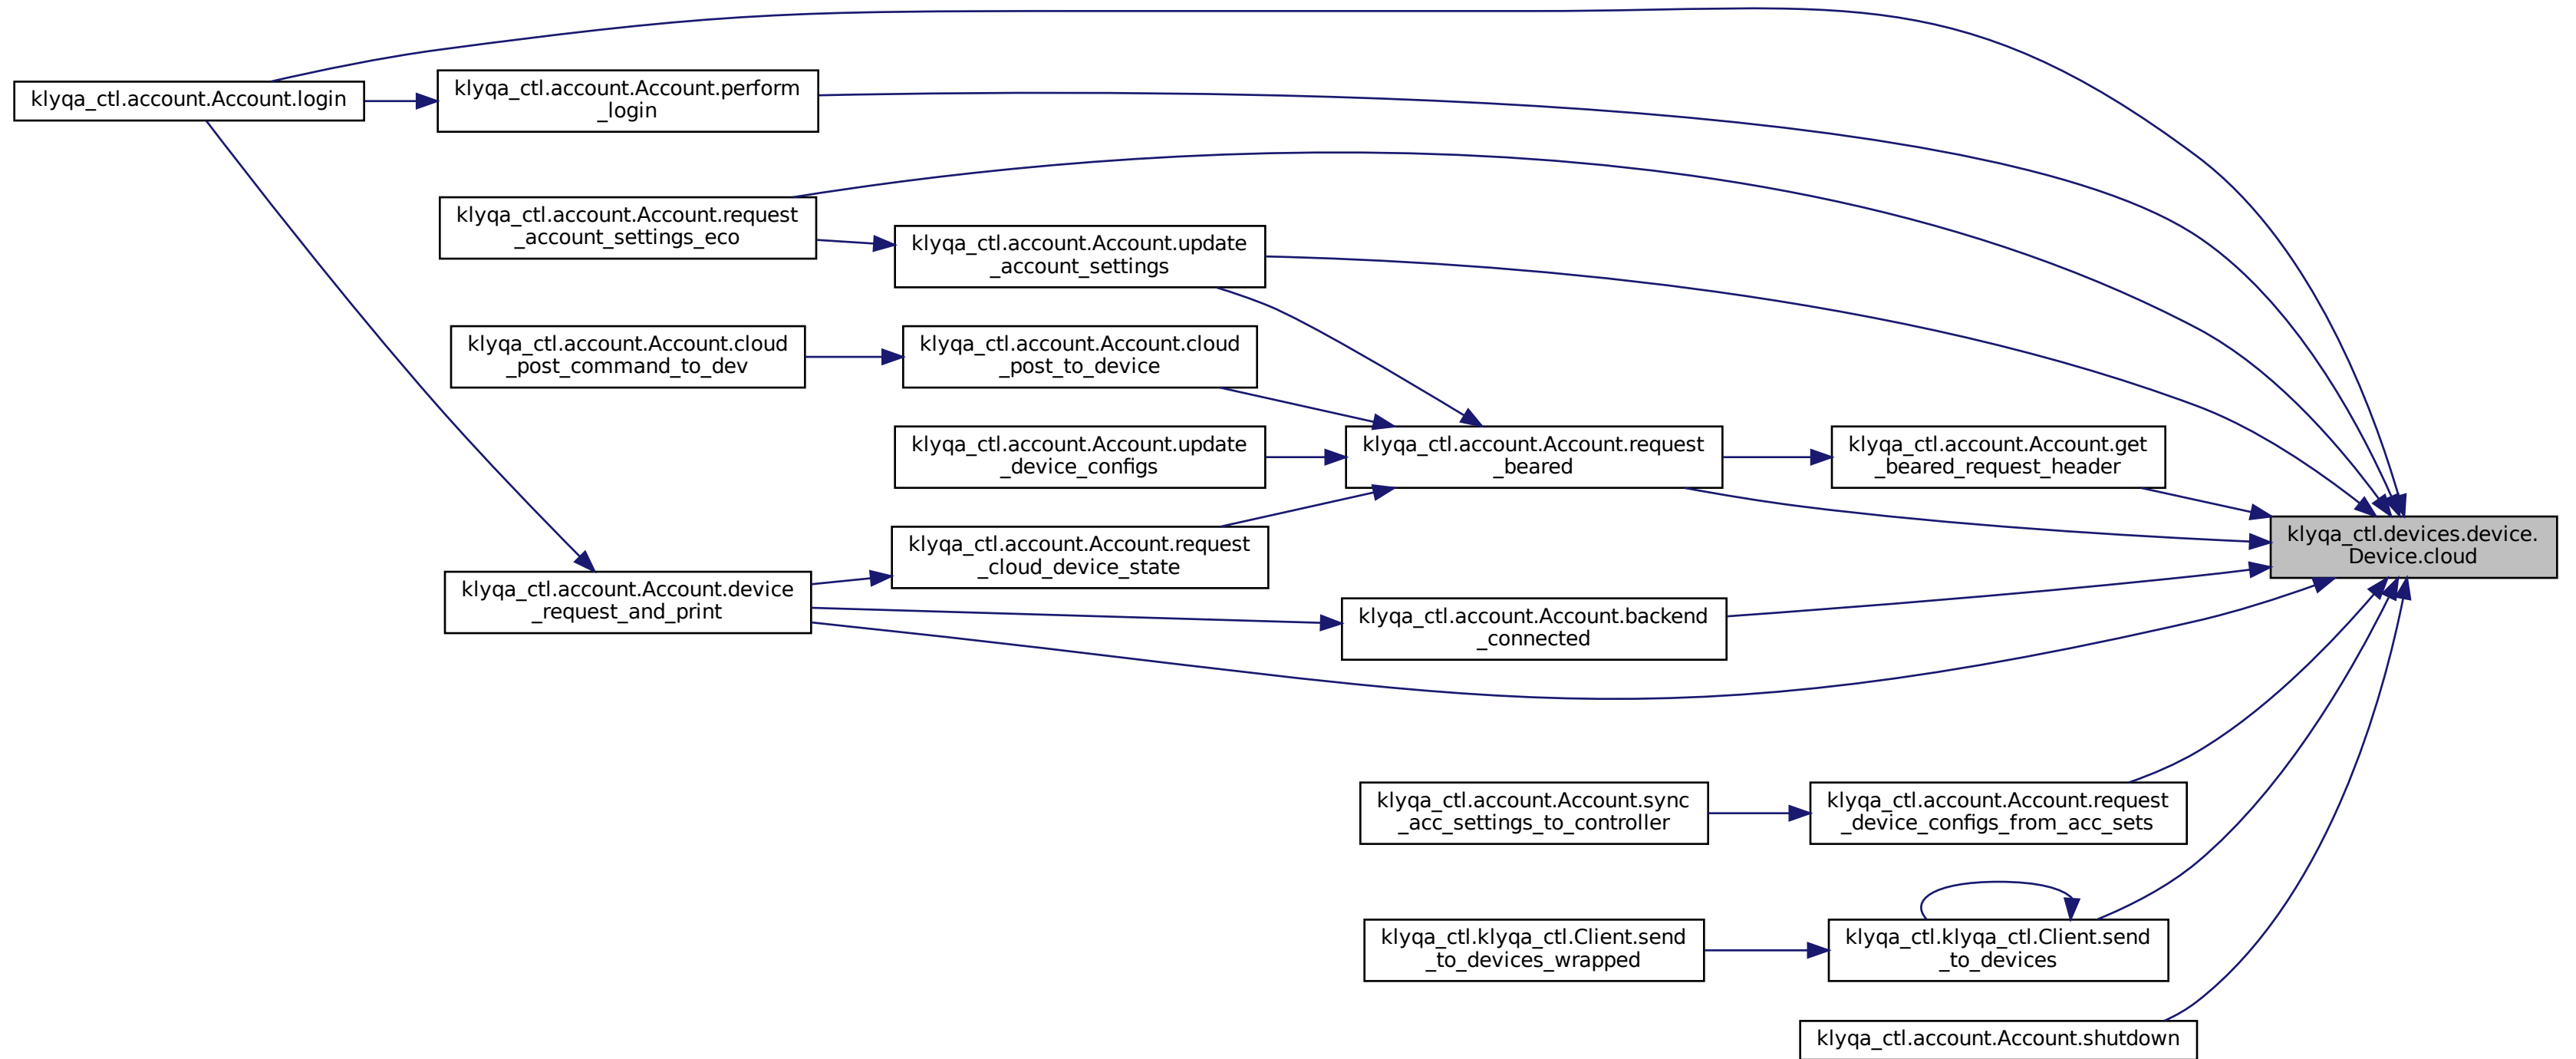 klyqa_ctl.account.Account.login
klyqa_ctl.account.Account.perform
_login
klyqa_ctl.account.Account.request
_account_settings_eco
klyqa_ctl.account.Account.update
_account_settings
klyqa_ctl.account.Account.cloud
_post_command_to_dev
klyqa_ctl.account.Account.cloud
_post_to_device
klyqa_ctl.account.Account.update
_device_configs
klyqa_ctl.account.Account.request
_beared
klyqa_ctl.account.Account.get
_beared_request_header
klyqa_ctl.devices.device.
Device.cloud
klyqa_ctl.account.Account.request
_cloud_device_state
klyqa_ctl.account.Account.device
_request_and_print
klyqa_ctl.account.Account.backend
_connected
klyqa_ctl.account.Account.sync
_acc_settings_to_controller
klyqa_ctl.account.Account.request
_device_configs_from_acc_sets
klyqa_ctl.klyqa_ctl.Client.send
_to_devices_wrapped
klyqa_ctl.klyqa_ctl.Client.send
_to_devices
klyqa_ctl.account.Account.shutdown